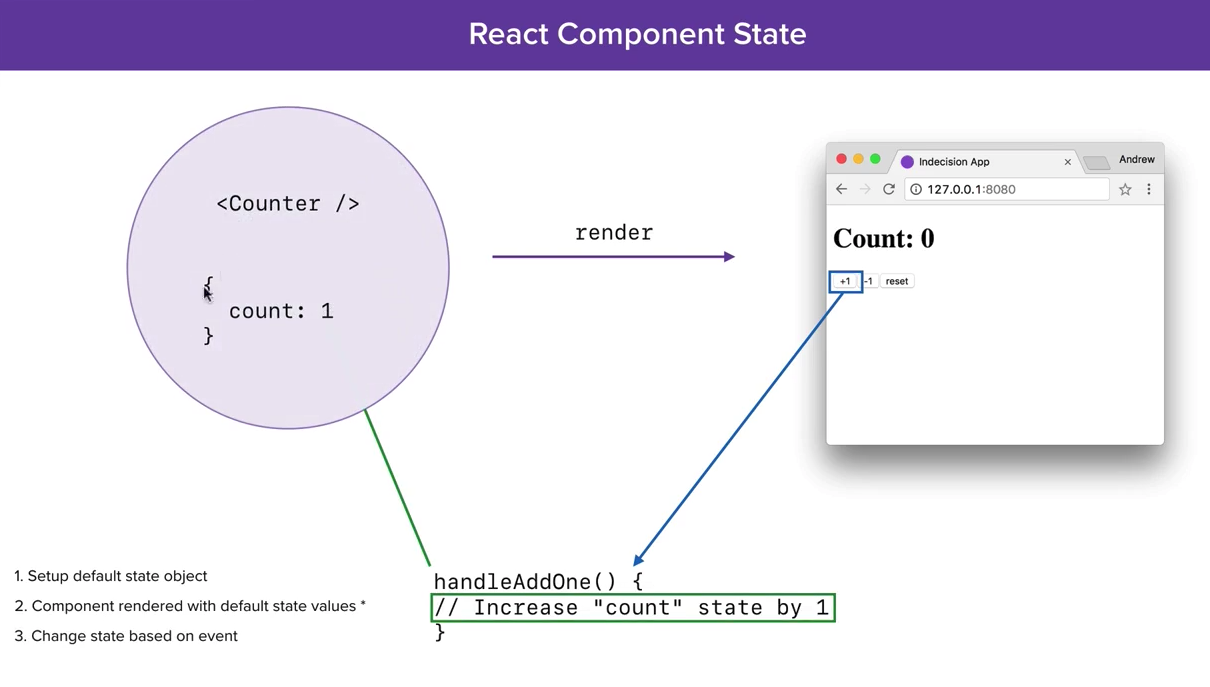 React Component State
<Counter />
{
count: 1
}
render
Indecision App
Andrew
127.0.0.1:8080
Count: 0
+1 -1 reset
handleAddOne() {
// Increase "count" state by 1
}
1. Setup default state object
2. Component rendered with default state values *
3. Change state based on event